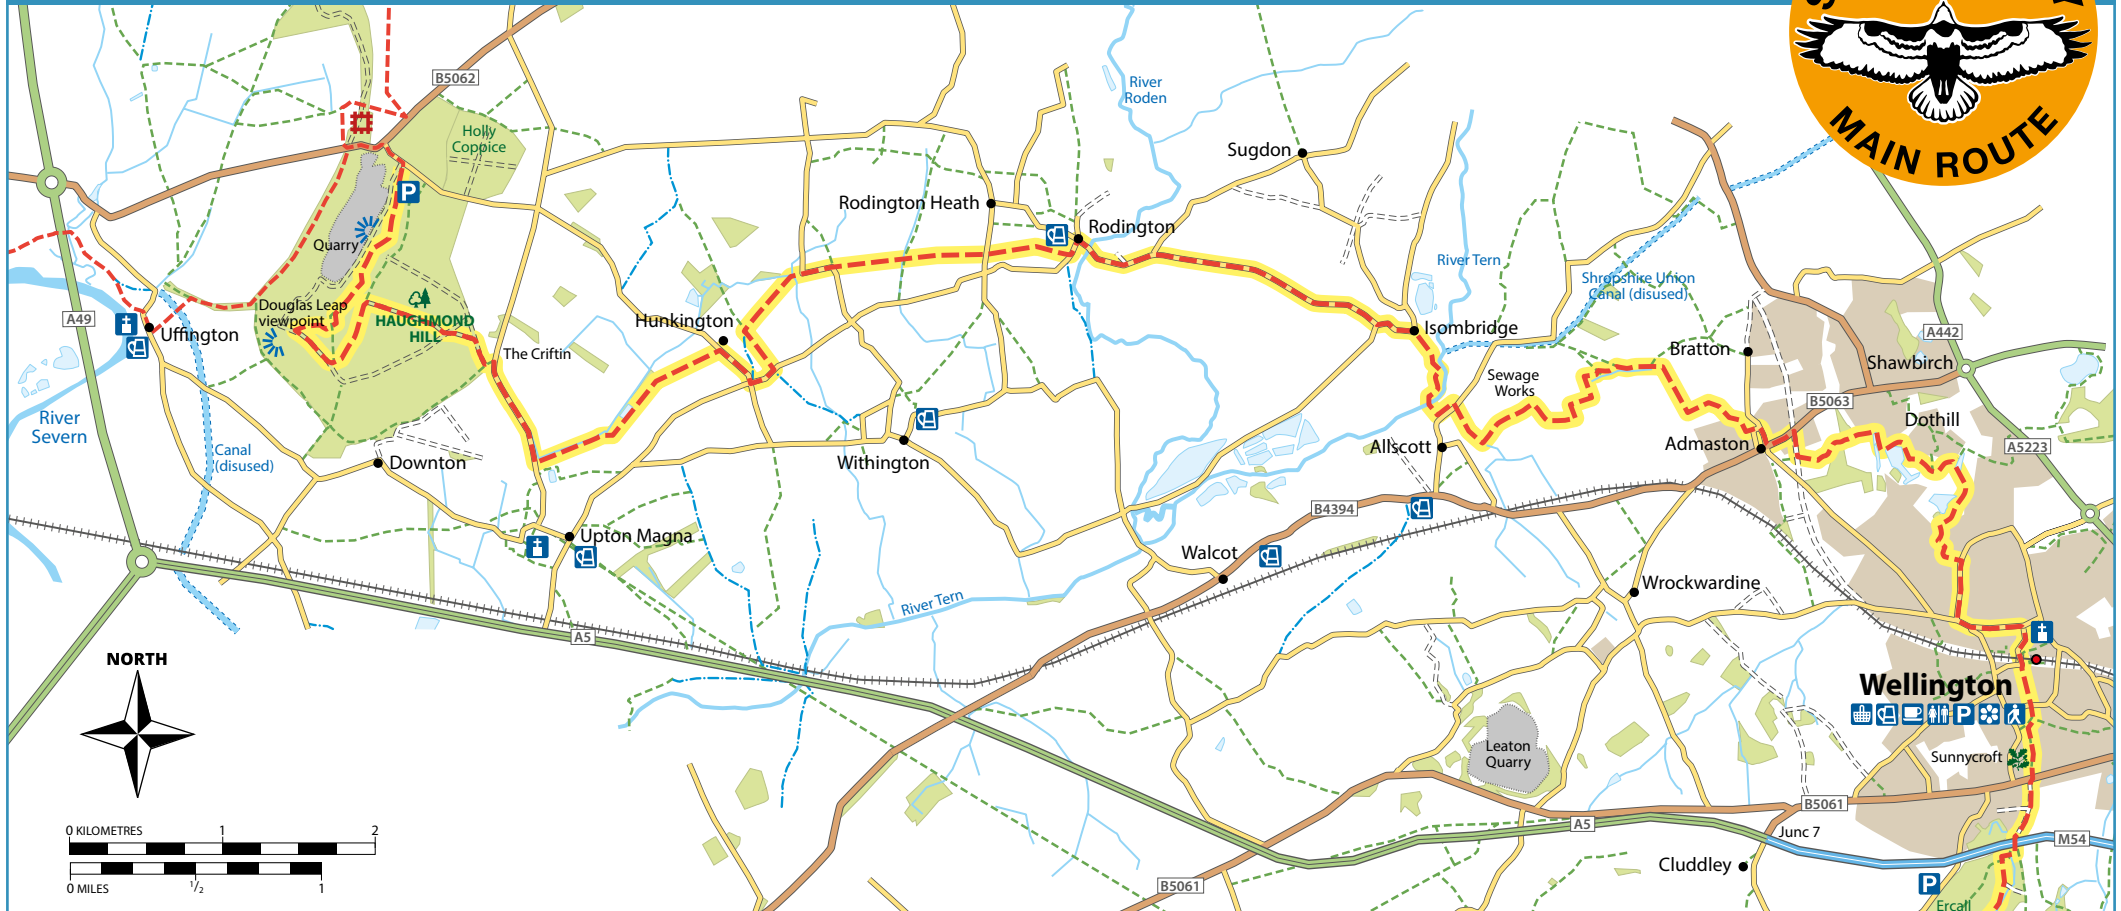 MAIN ROUTE
B5062
Holly
Coppice
River
Roden
Sugdon
Rodington Heath
Rodington
Quarry
River Tern
Shropshire Union
Canal (disused)
Douglas Leap
viewpoint
HAUGHMOND
HILL
A49
Uffington
Hunkington
Isombridge
A442
The Criftin
Bratton
Shawbirch
Sewage
Works
B5063
River
Severn
Dothill
Canal
(disused)
Downton
Withington
Allscott
Admaston
A5223
B4394
Upton Magna
Walcot
Wrockwardine
River Tern
A5
NORTH
Wellington
P
Leaton
Quarry
Sunnycroft
B5061
A5
Junc 7
M54
0 KILOMETRES 1 2
0 MILES 1/2 1
Cluddley
B5061
P
Ercall
P